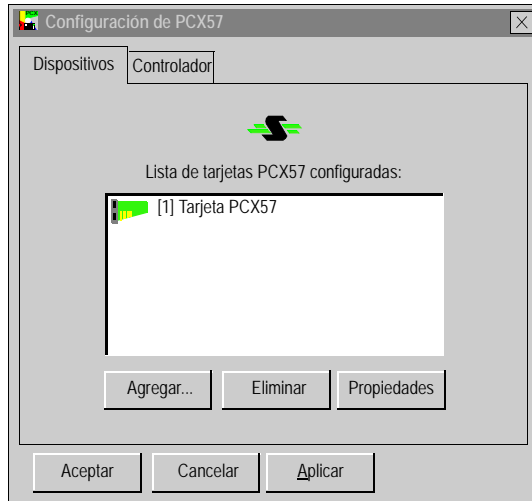 Configuración de PCX57
Dispositivos Controlador
Lista de tarjetas PCX57 configuradas:
[1] Tarjeta PCX57
Agregar... Eliminar Propiedades
Aceptar Cancelar Aplicar